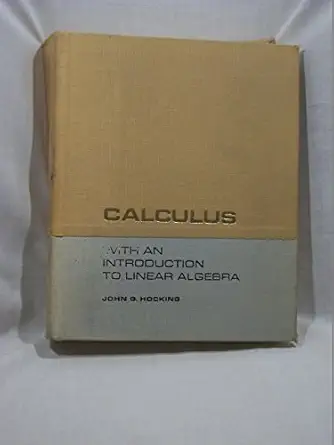 CALCULUS
WITH AN
INTRODUCTION
TO LINEAR ALGEBRA
JOHN G. HOCKING